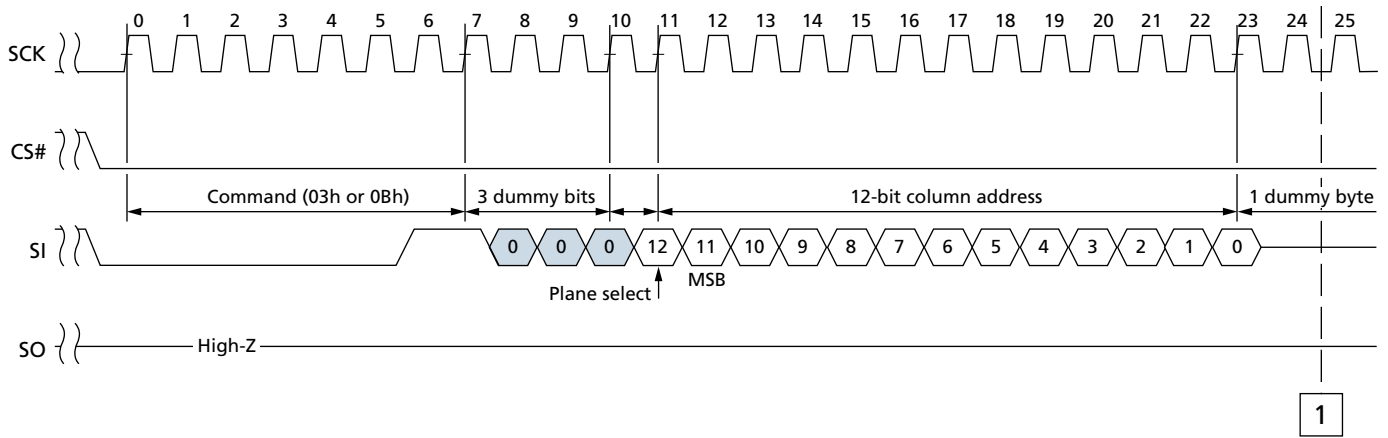 0 1 2 3 4 5 6 7 8 9 10 11 12 13 14 15 16 17 18 19 20 21 22 23 24 25
SCK
CS#
Command (03h or 0Bh) 3 dummy bits 12-bit column address 1 dummy byte
SI 0 0 0 12 11 10 9 8 7 6 5 4 3 2 1 0
MSB
Plane select
SO High-Z
1